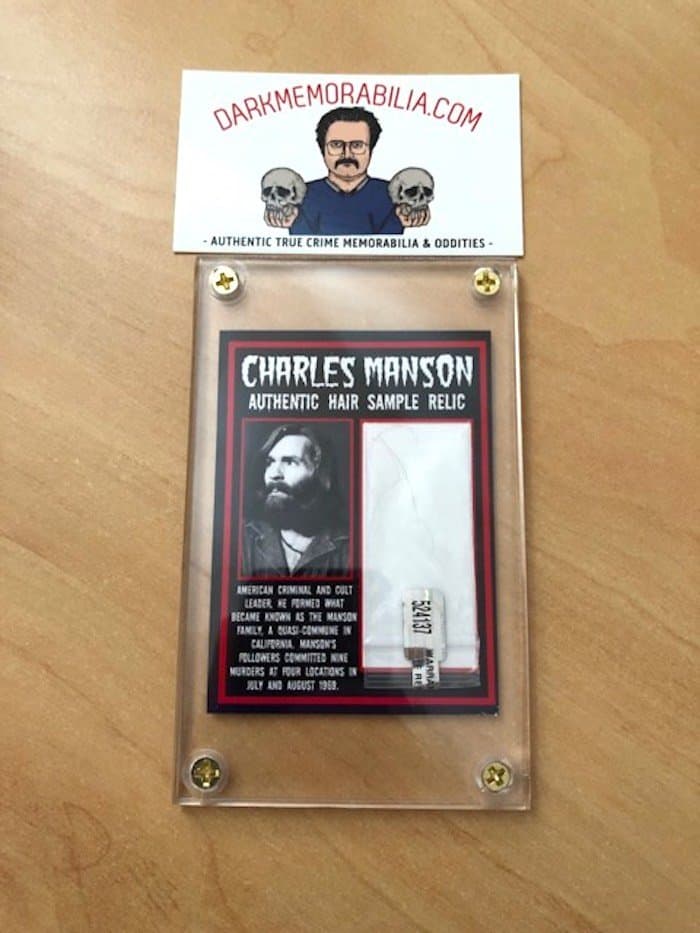 DARKMEMORABILIA.COM
- AUTHENTIC TRUE CRIME MEMORABILIA & ODDITIES -
CHARLES MANSON
AUTHENTIC HAIR SAMPLE RELIC
AMERICAN CRIMINAL AND CULT
LEADER. HE FORMED WHAT
BECAME KNOWN AS THE MANSON
FAMILY, A QUASI-COMMUNE IN
CALIFORNIA. MANSON'S
FOLLOWERS COMMITTED NINE
MURDERS AT FOUR LOCATIONS IN
JULY AND AUGUST 1969.
524137